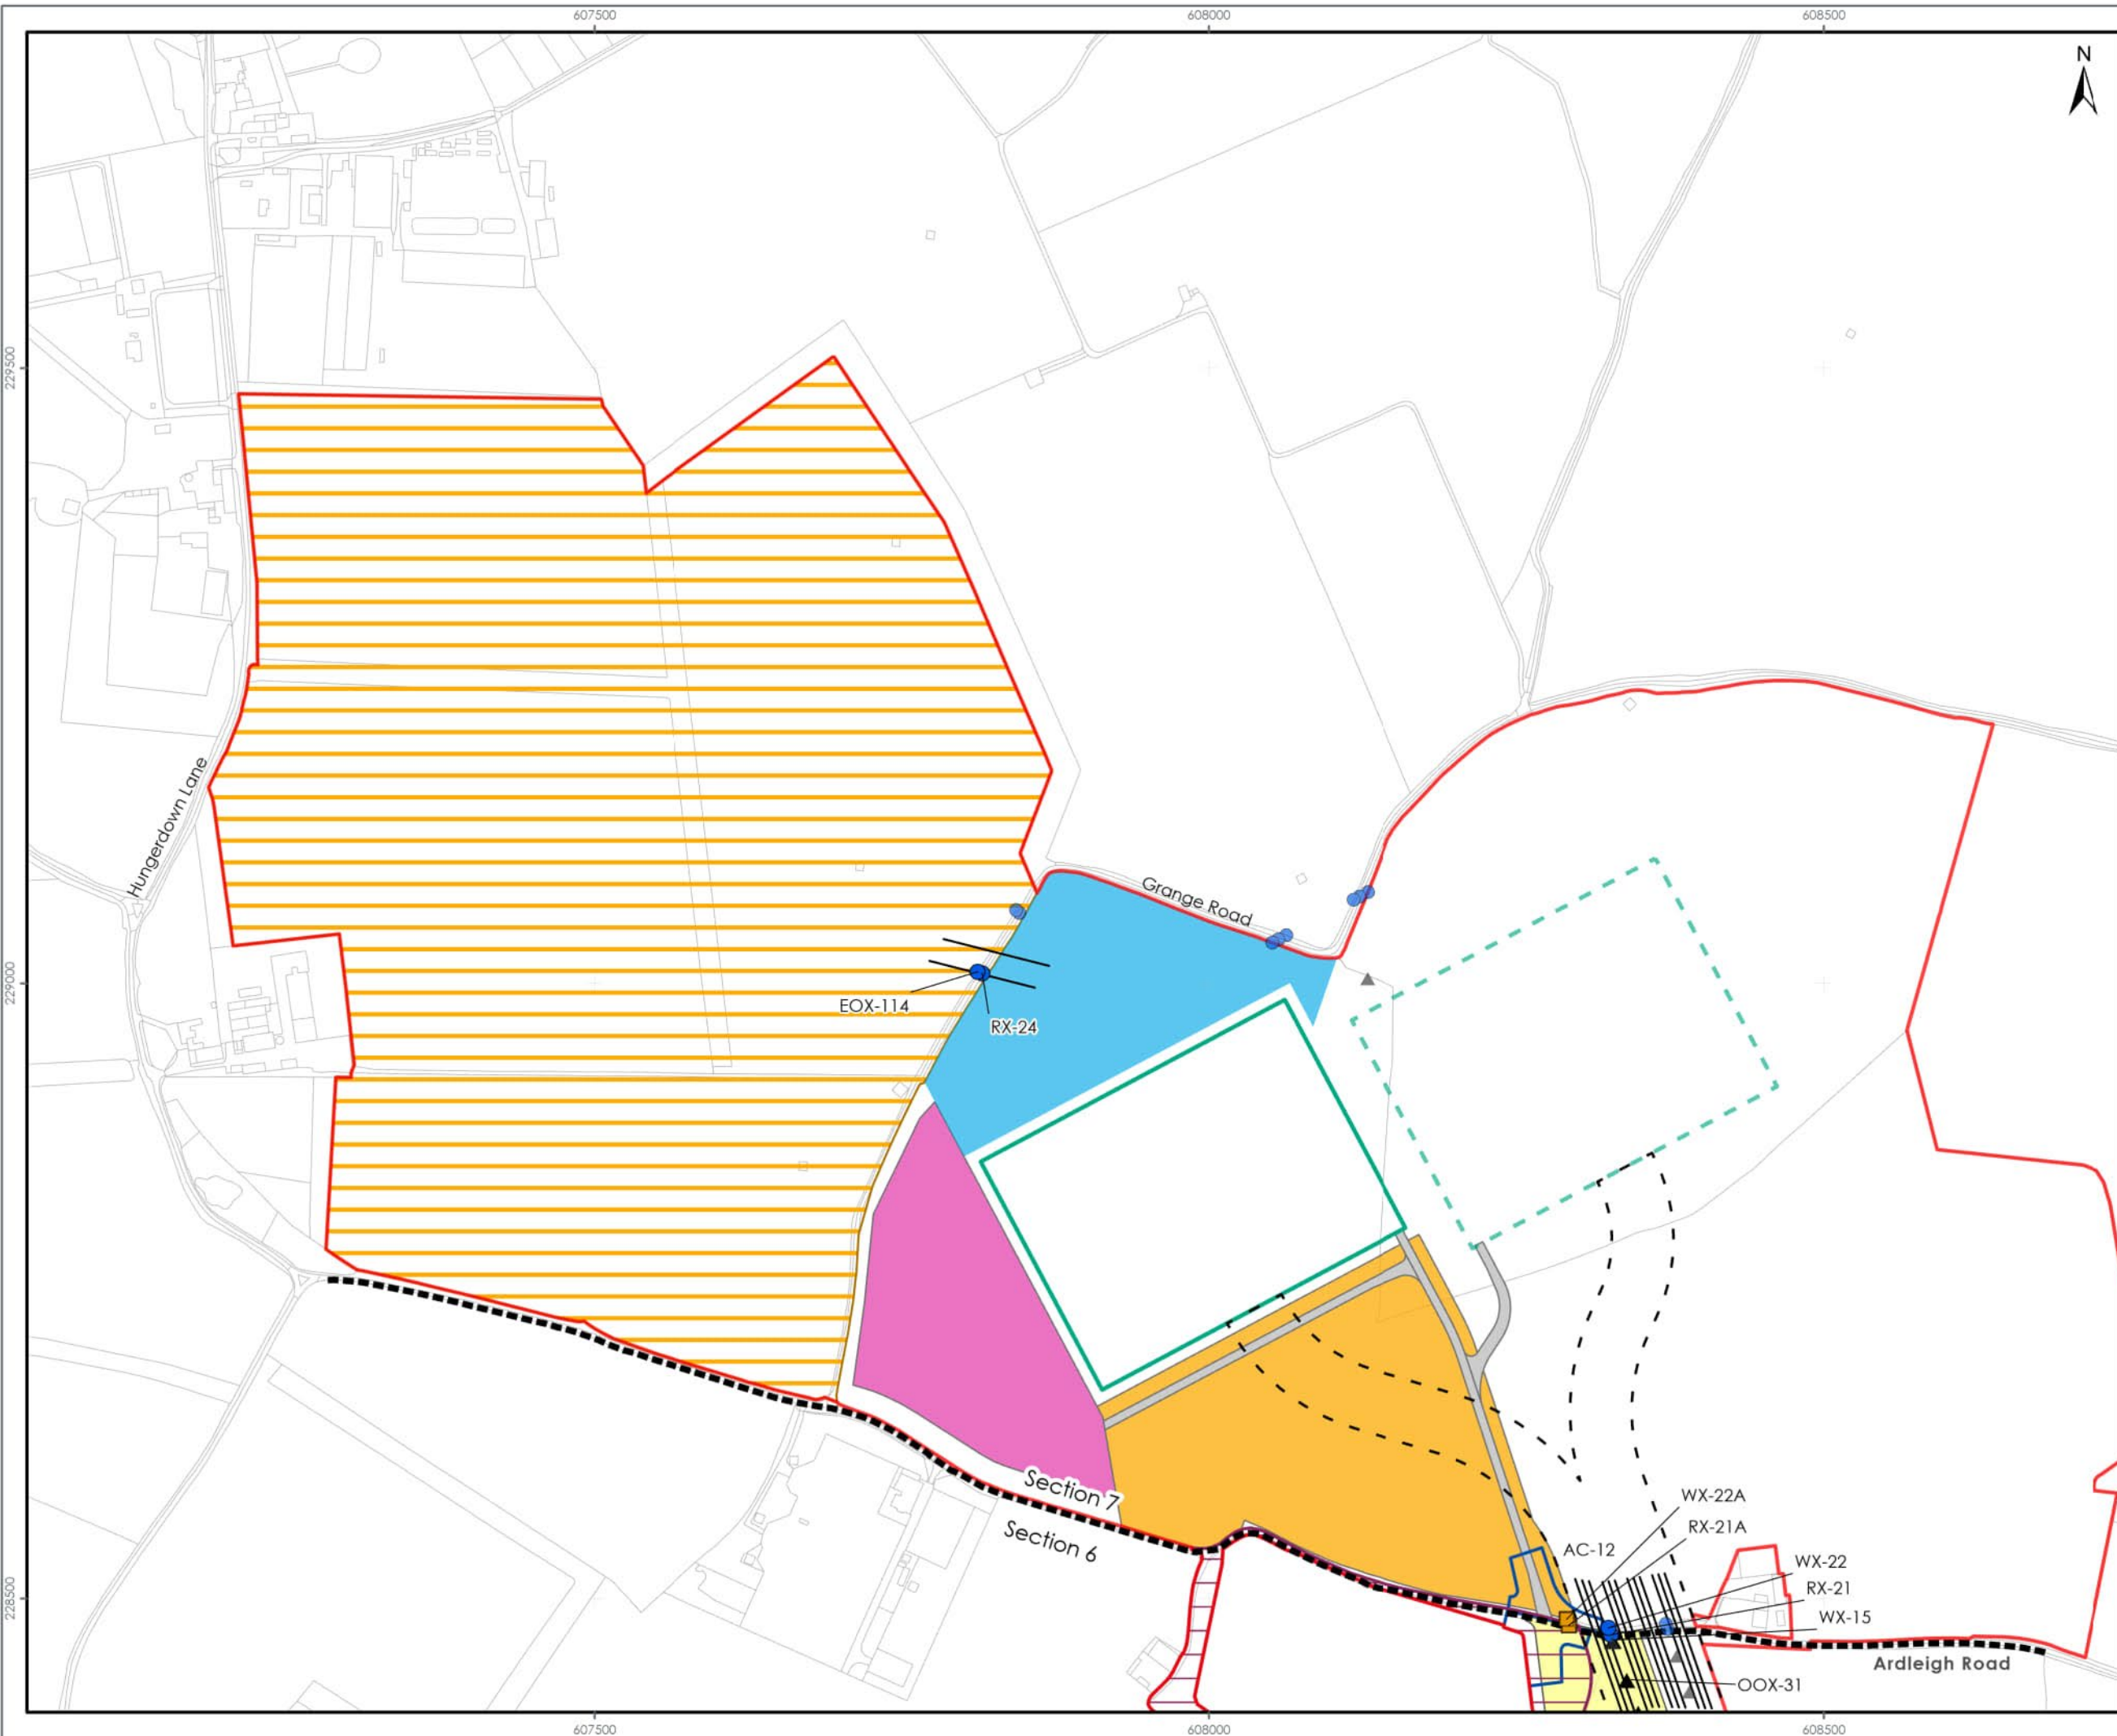 607500
608000
608500
N
229500
Hungerdown Lane
Grange Road
229000
EOX-114
RX-24
Section 7
Section 6
WX-22A
RX-21A
AC-12
WX-22
RX-21
228500
WX-15
Ardleigh Road
OOX-31
607500
608000
608500